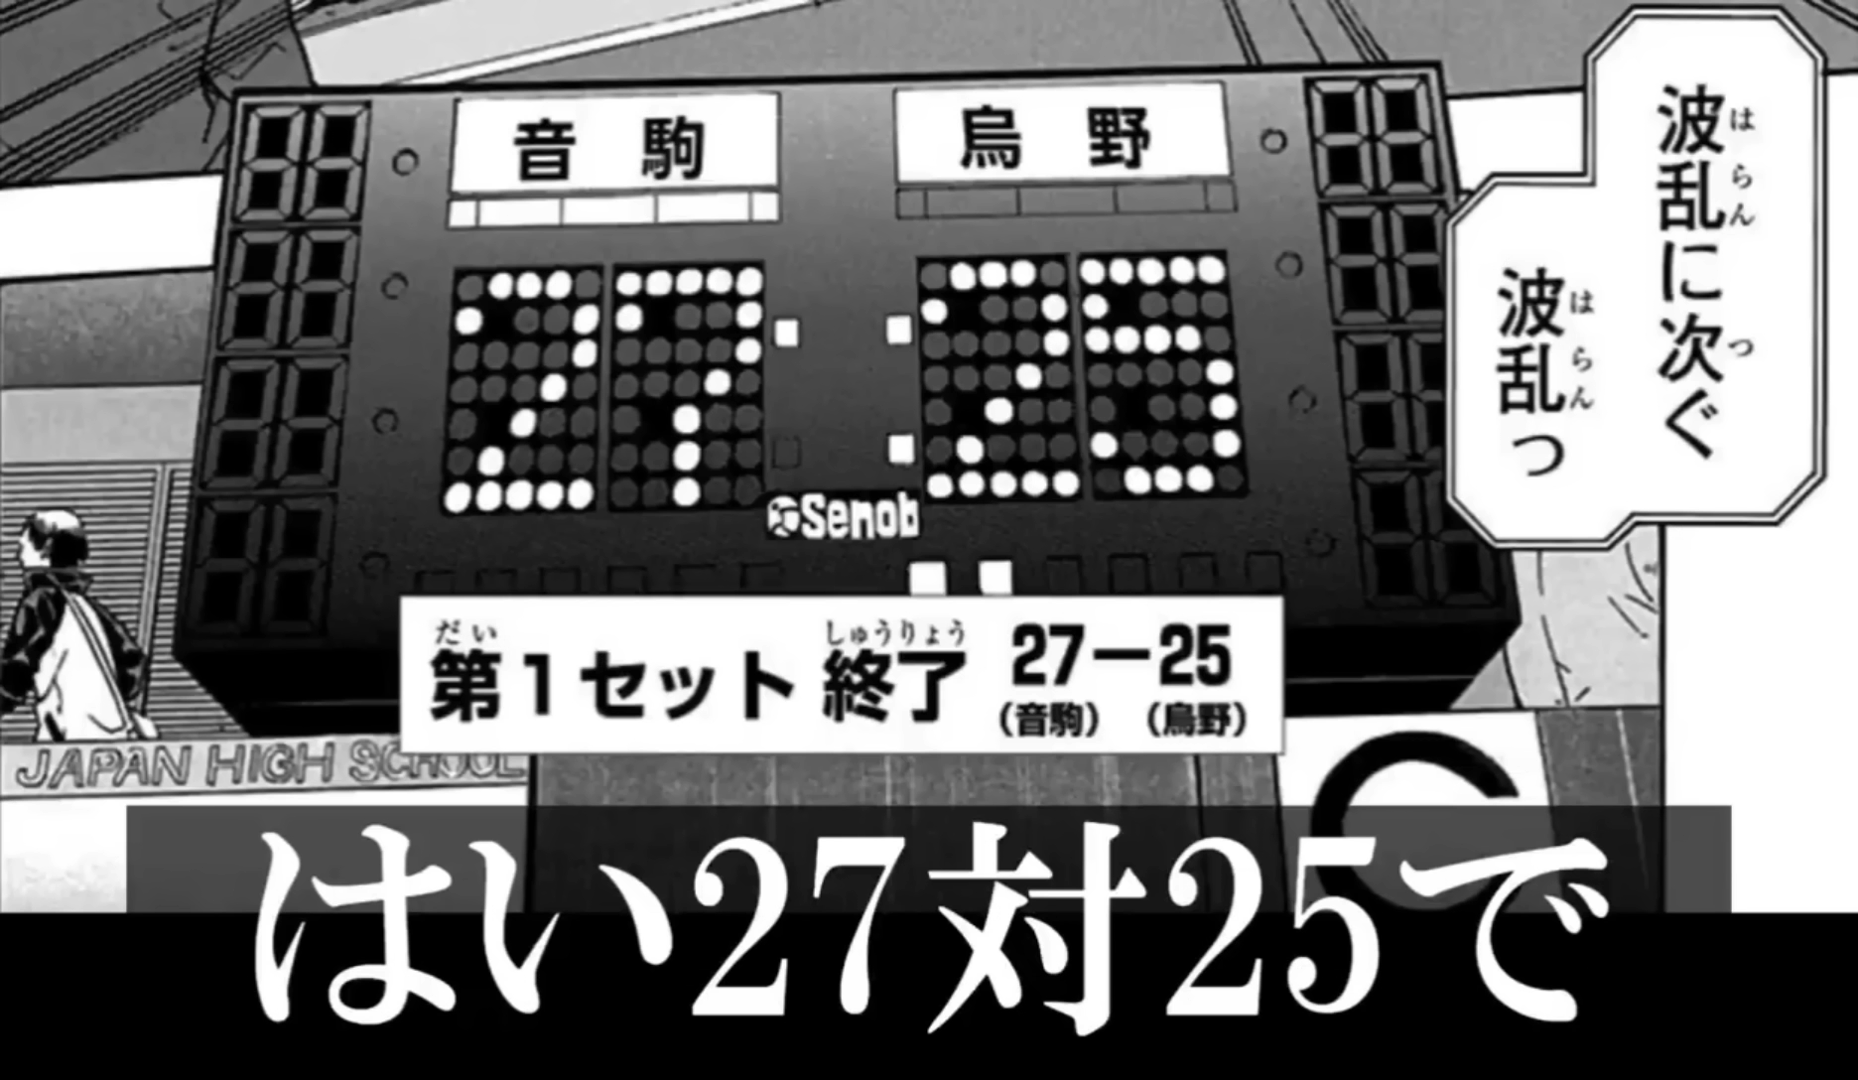 波乱に次ぐ
波乱っ
音駒 烏野
27 25
Senoh
第1セット 終了 27ー25
(音駒) (烏野)
JAPAN HIGH SCHOOL
はい27対25で